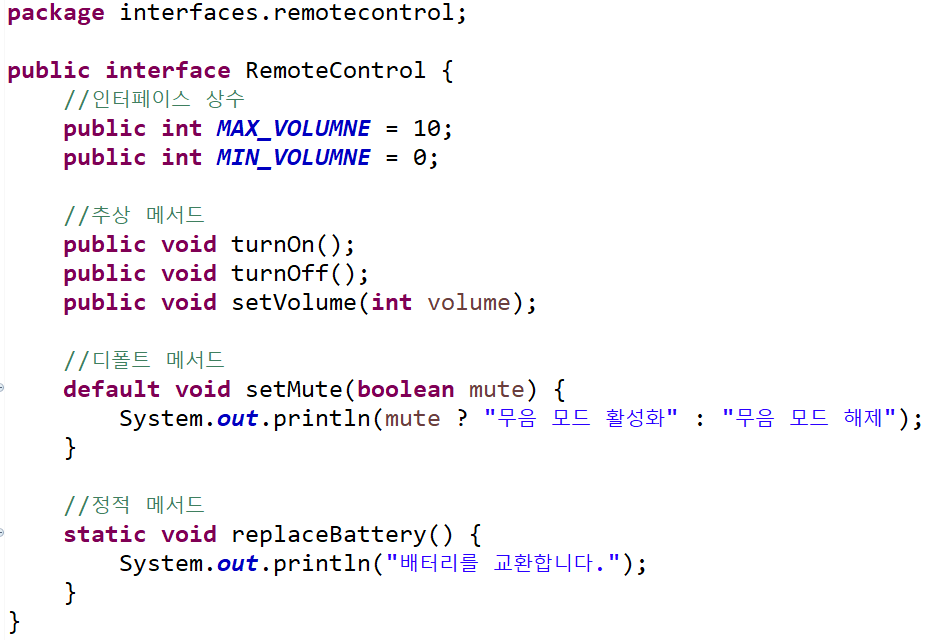 package interfaces.remotecontrol;
public interface RemoteControl {
//인터페이스 상수
public int MAX_VOLUMNE = 10;
public int MIN_VOLUMNE = 0;
//추상 메서드
public void turnOn();
public void turnOff();
public void setVolume(int volume);
//디폴트 메서드
default void setMute(boolean mute) {
System.out.println(mute ? "무음 모드 활성화" : "무음 모드 해제");
}
//정적 메서드
static void replaceBattery() {
System.out.println("배터리를 교환합니다.");
}
}